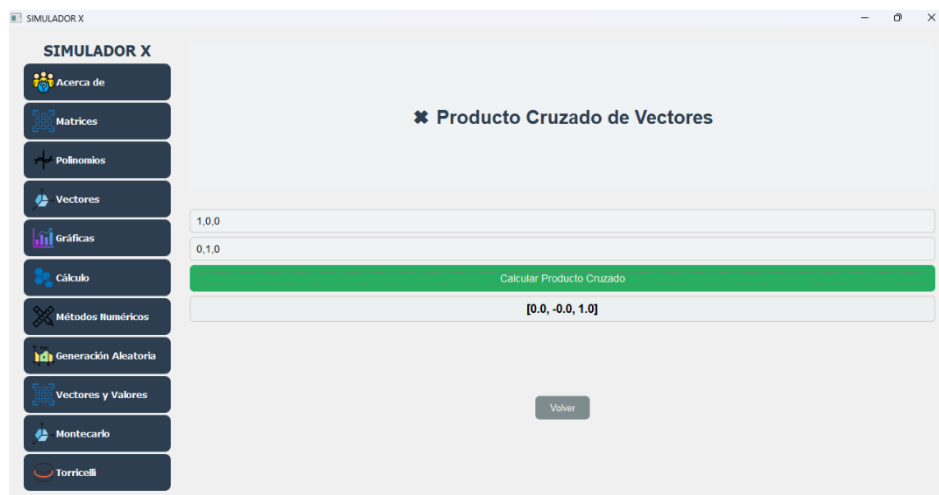 SIMULADOR X
SIMULADOR X
Acerca de
Matrices
Polinomios
Vectores
Gráficas
Cálculo
Métodos Numéricos
Generación Aleatoria
Vectores y Valores
Montecarlo
Torricelli
✖ Producto Cruzado de Vectores
1,0,0
0,1,0
Calcular Producto Cruzado
[0.0, -0.0, 1.0]
Volver